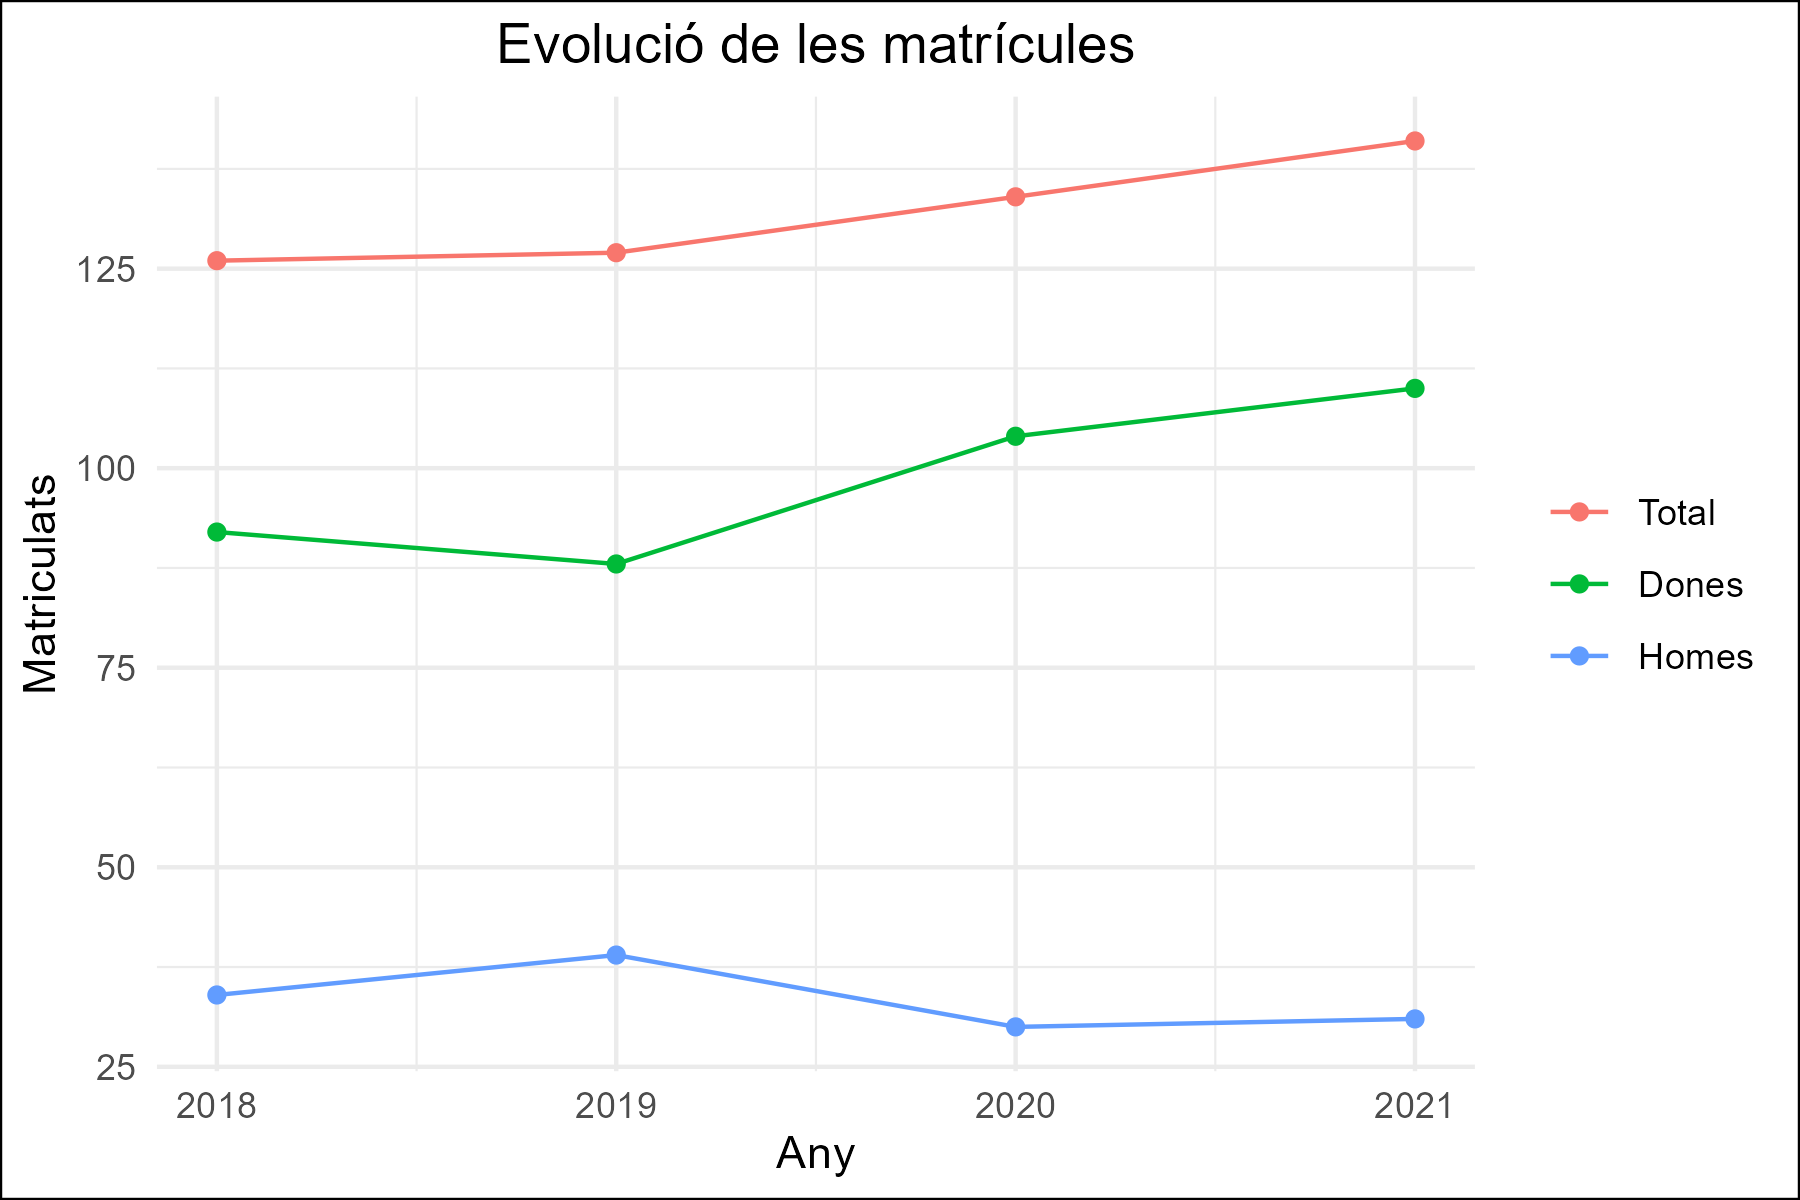 Evolució de les matrícules
Matriculats
125
100
75
50
25
2018
2019
2020
2021
Any
Total
Dones
Homes